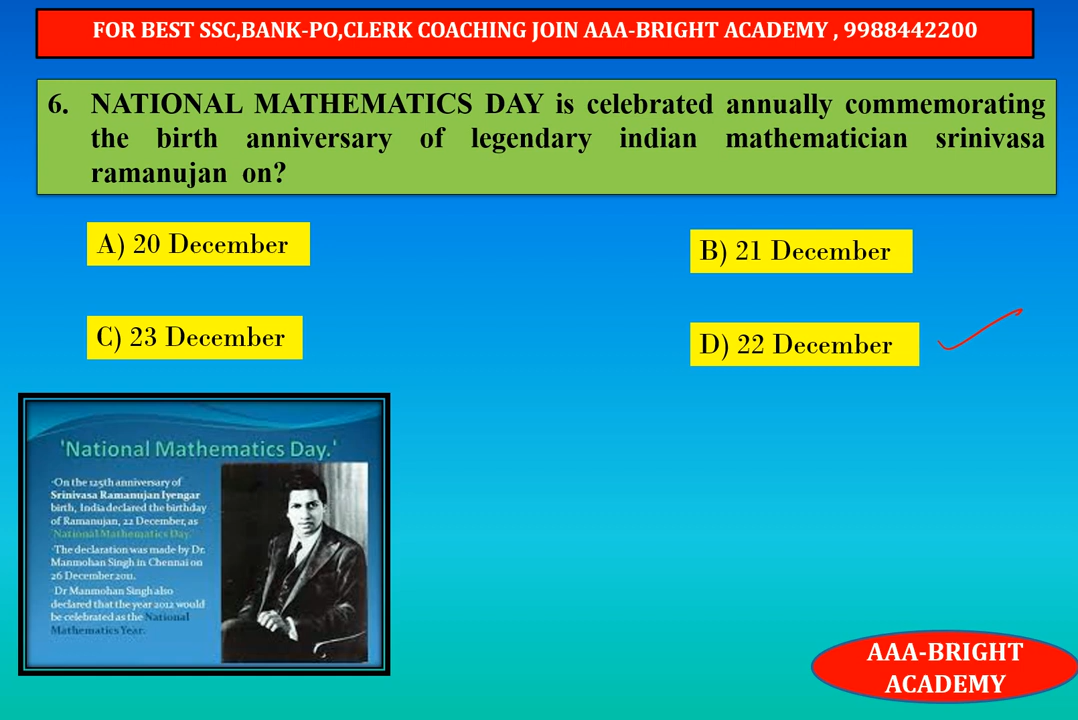 FOR BEST SSC,BANK-PO,CLERK COACHING JOIN AAA-BRIGHT ACADEMY , 9988442200
6. NATIONAL MATHEMATICS DAY is celebrated annually commemorating
the birth anniversary of legendary indian mathematician srinivasa
ramanujan on?
A) 20 December
B) 21 December
C) 23 December
D) 22 December
'National Mathematics Day.'
·On the 125th anniversary of
Srinivasa Ramanujan Iyengar
birth, India declared the birthday
of Ramanujan, 22 December, as
'National Mathematics Day.'
·The declaration was made by Dr.
Manmohan Singh in Chennai on
26 December 2011.
·Dr Manmohan Singh also
declared that the year 2012 would
be celebrated as the National
Mathematics Year.
AAA-BRIGHT
ACADEMY